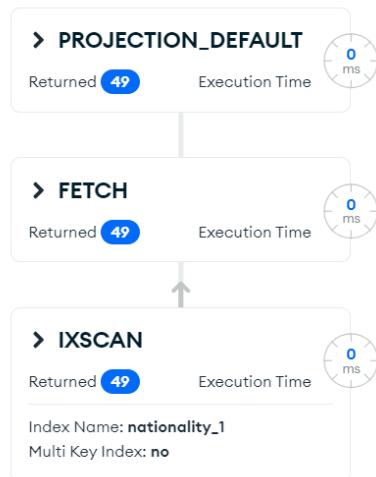 PROJECTION_DEFAULT
0
ms
Returned 49 Execution Time
FETCH
0
ms
Returned 49 Execution Time
IXSCAN
0
ms
Returned 49 Execution Time
Index Name: nationality_1
Multi Key Index: no